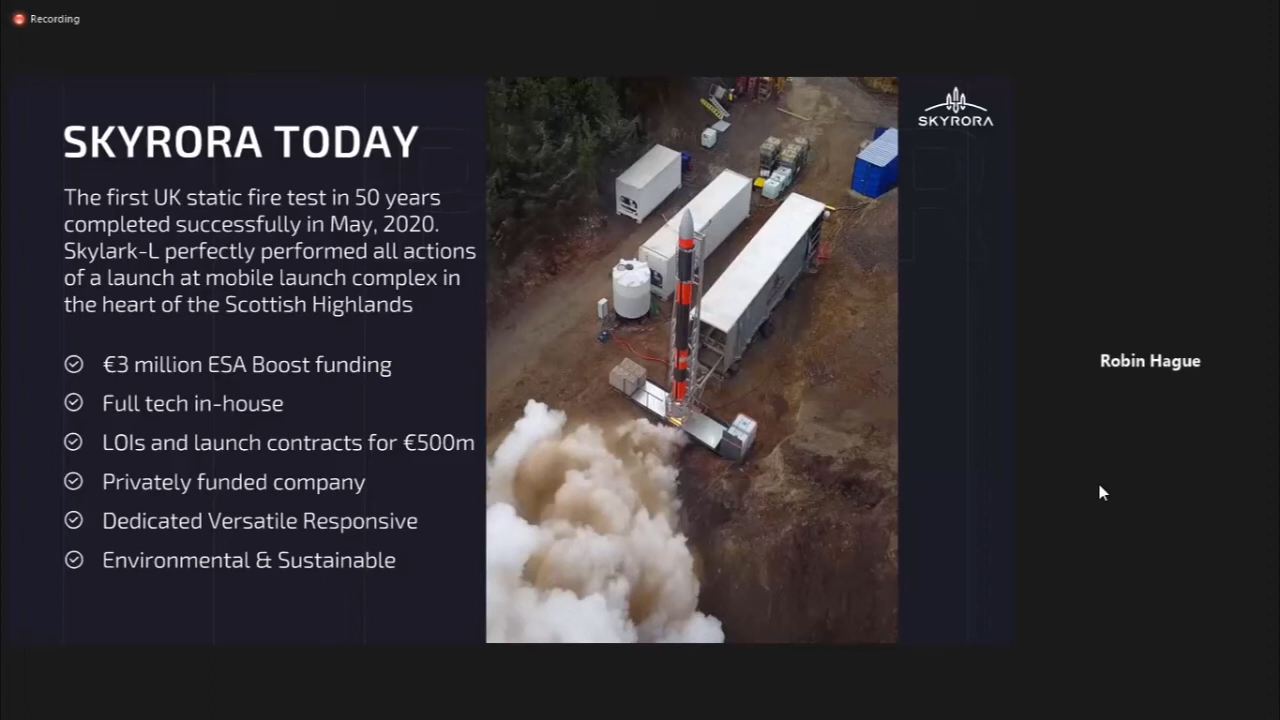 Recording
SKYRORA TODAY
The first UK static fire test in 50 years
completed successfully in May, 2020.
Skylark-L perfectly performed all actions
of a launch at mobile launch complex in
the heart of the Scottish Highlands
€3 million ESA Boost funding
Full tech in-house
LOIs and launch contracts for €500m
Privately funded company
Dedicated Versatile Responsive
Environmental & Sustainable
SKYRORA
Robin Hague